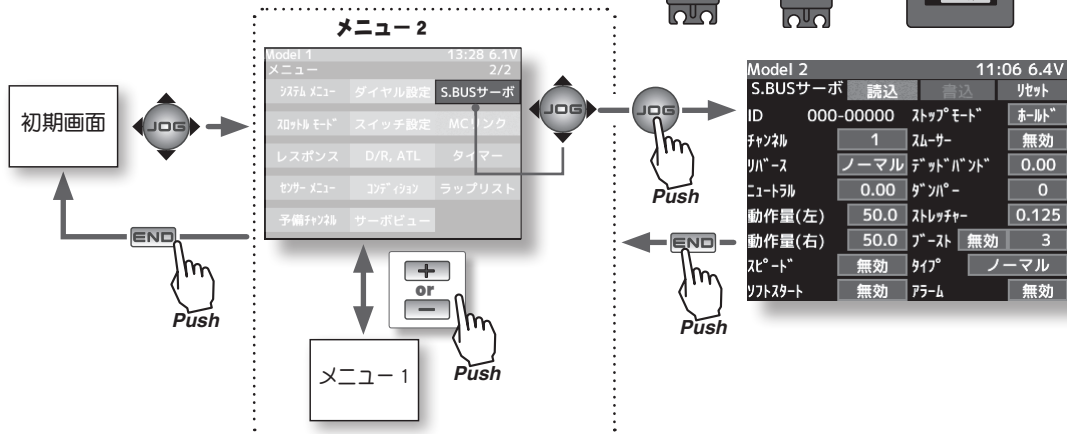 メニュー 2
Model 1 13:28 6.1V
メニュー 2/2
システム メニュー ダイヤル設定 S.BUSサーボ
スロットル モード スイッチ設定 MCリンク
レスポンス D/R, ATL タイマー
センサー メニュー コンディション ラップリスト
予備チャンネル サーボビュー
初期画面
JOG
JOG
JOG
Push
END
Push
END
Push
+
or
−
Push
メニュー 1
Model 2 11:06 6.4V
S.BUSサーボ 読込 書込 リセット
ID 000-00000 ストップモード ホールド
チャンネル 1 スムーサー 無効
リバース ノーマル デッドバンド 0.00
ニュートラル 0.00 ダンパー 0
動作量(左) 50.0 ストレッチャー 0.125
動作量(右) 50.0 ブースト 無効 3
スピード 無効 タイプ ノーマル
ソフトスタート 無効 アラーム 無効